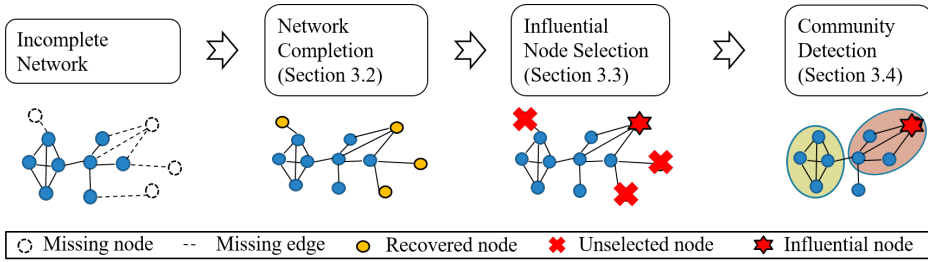 Incomplete
Network
Network
Completion
(Section 3.2)
Influential
Node Selection
(Section 3.3)
Community
Detection
(Section 3.4)
Missing node
Missing edge
Recovered node
Unselected node
Influential node